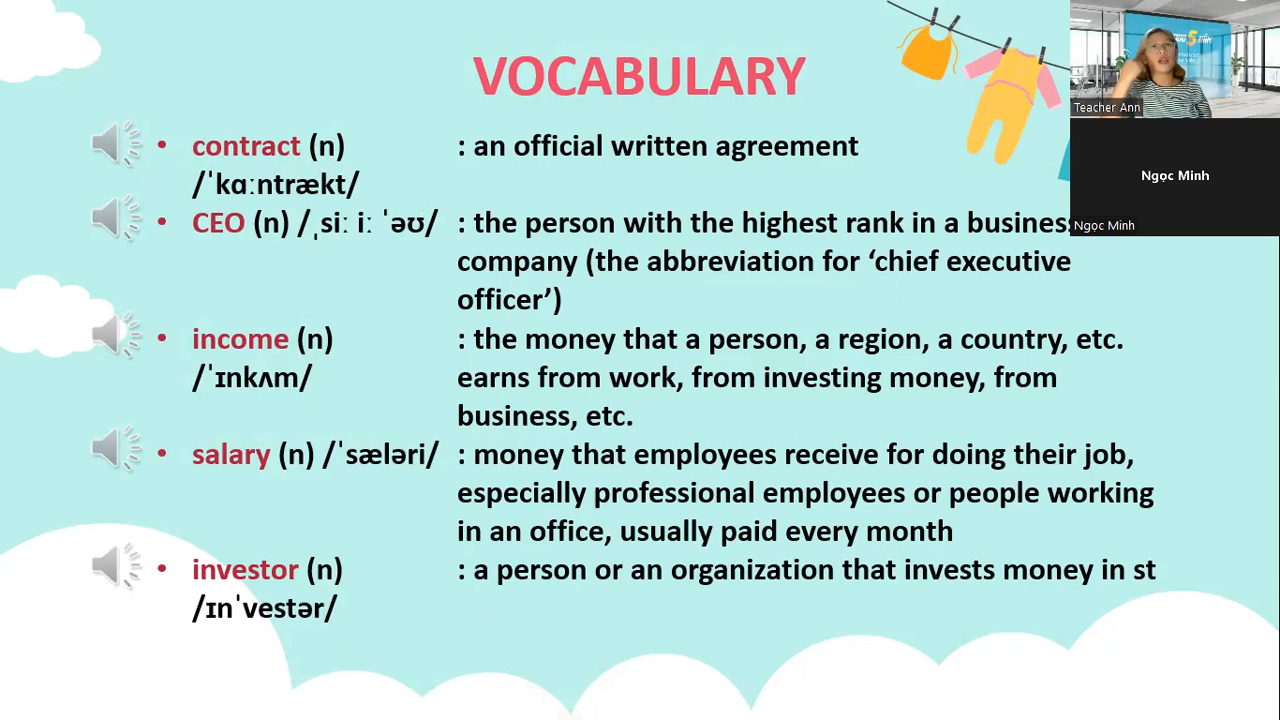 VOCABULARY
• contract (n) : an official written agreement
/ˈkɑːntrækt/
• CEO (n) /ˌsiː iː ˈəʊ/ : the person with the highest rank in a business
company (the abbreviation for ‘chief executive
officer’)
• income (n) : the money that a person, a region, a country, etc.
/ˈɪnkʌm/ earns from work, from investing money, from
business, etc.
• salary (n) /ˈsæləri/ : money that employees receive for doing their job,
especially professional employees or people working
in an office, usually paid every month
• investor (n) : a person or an organization that invests money in st
/ɪnˈvestər/
5
Teacher Ann
Ngọc Minh
Ngọc Minh